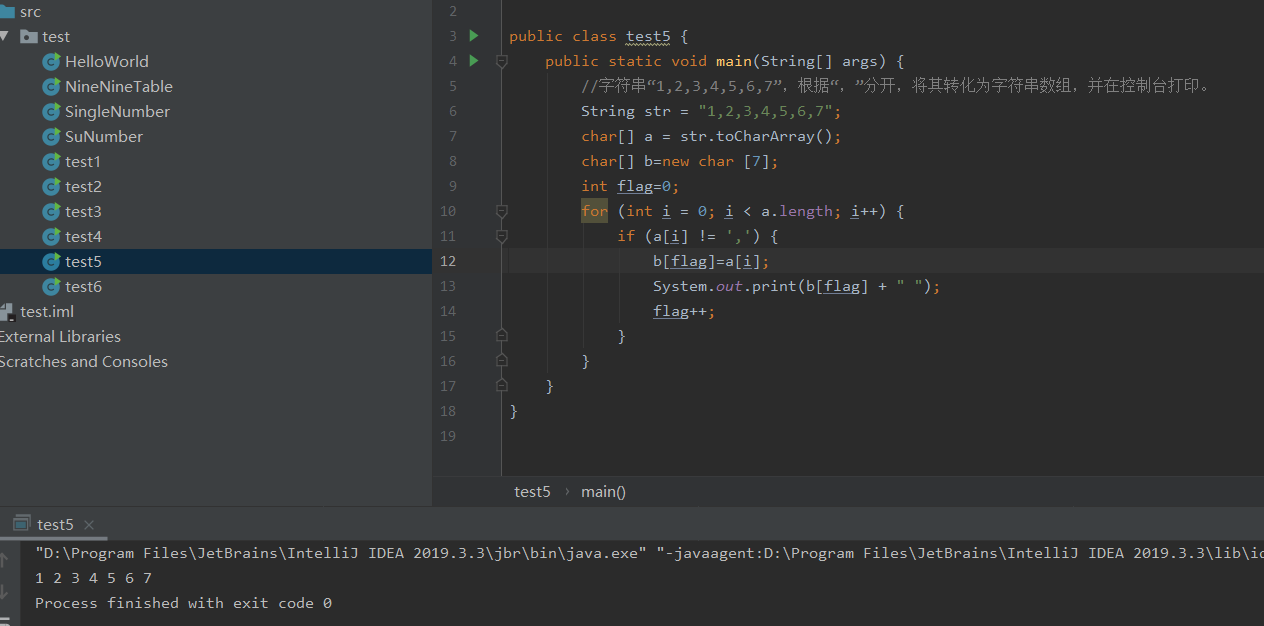 src
test
HelloWorld
NineNineTable
SingleNumber
SuNumber
test1
test2
test3
test4
test5
test6
test.iml
External Libraries
Scratches and Consoles
2
3 public class test5 {
4 public static void main(String[] args) {
5 //字符串“1,2,3,4,5,6,7”，根据“，”分开，将其转化为字符串数组，并在控制台打印。
6 String str = "1,2,3,4,5,6,7";
7 char[] a = str.toCharArray();
8 char[] b=new char [7];
9 int flag=0;
10 for (int i = 0; i < a.length; i++) {
11 if (a[i] != ',') {
12 b[flag]=a[i];
13 System.out.print(b[flag] + " ");
14 flag++;
15 }
16 }
17 }
18 }
19
test5 › main()
test5 ×
"D:\Program Files\JetBrains\IntelliJ IDEA 2019.3.3\jbr\bin\java.exe" "-javaagent:D:\Program Files\JetBrains\IntelliJ IDEA 2019.3.3\lib\
1 2 3 4 5 6 7
Process finished with exit code 0